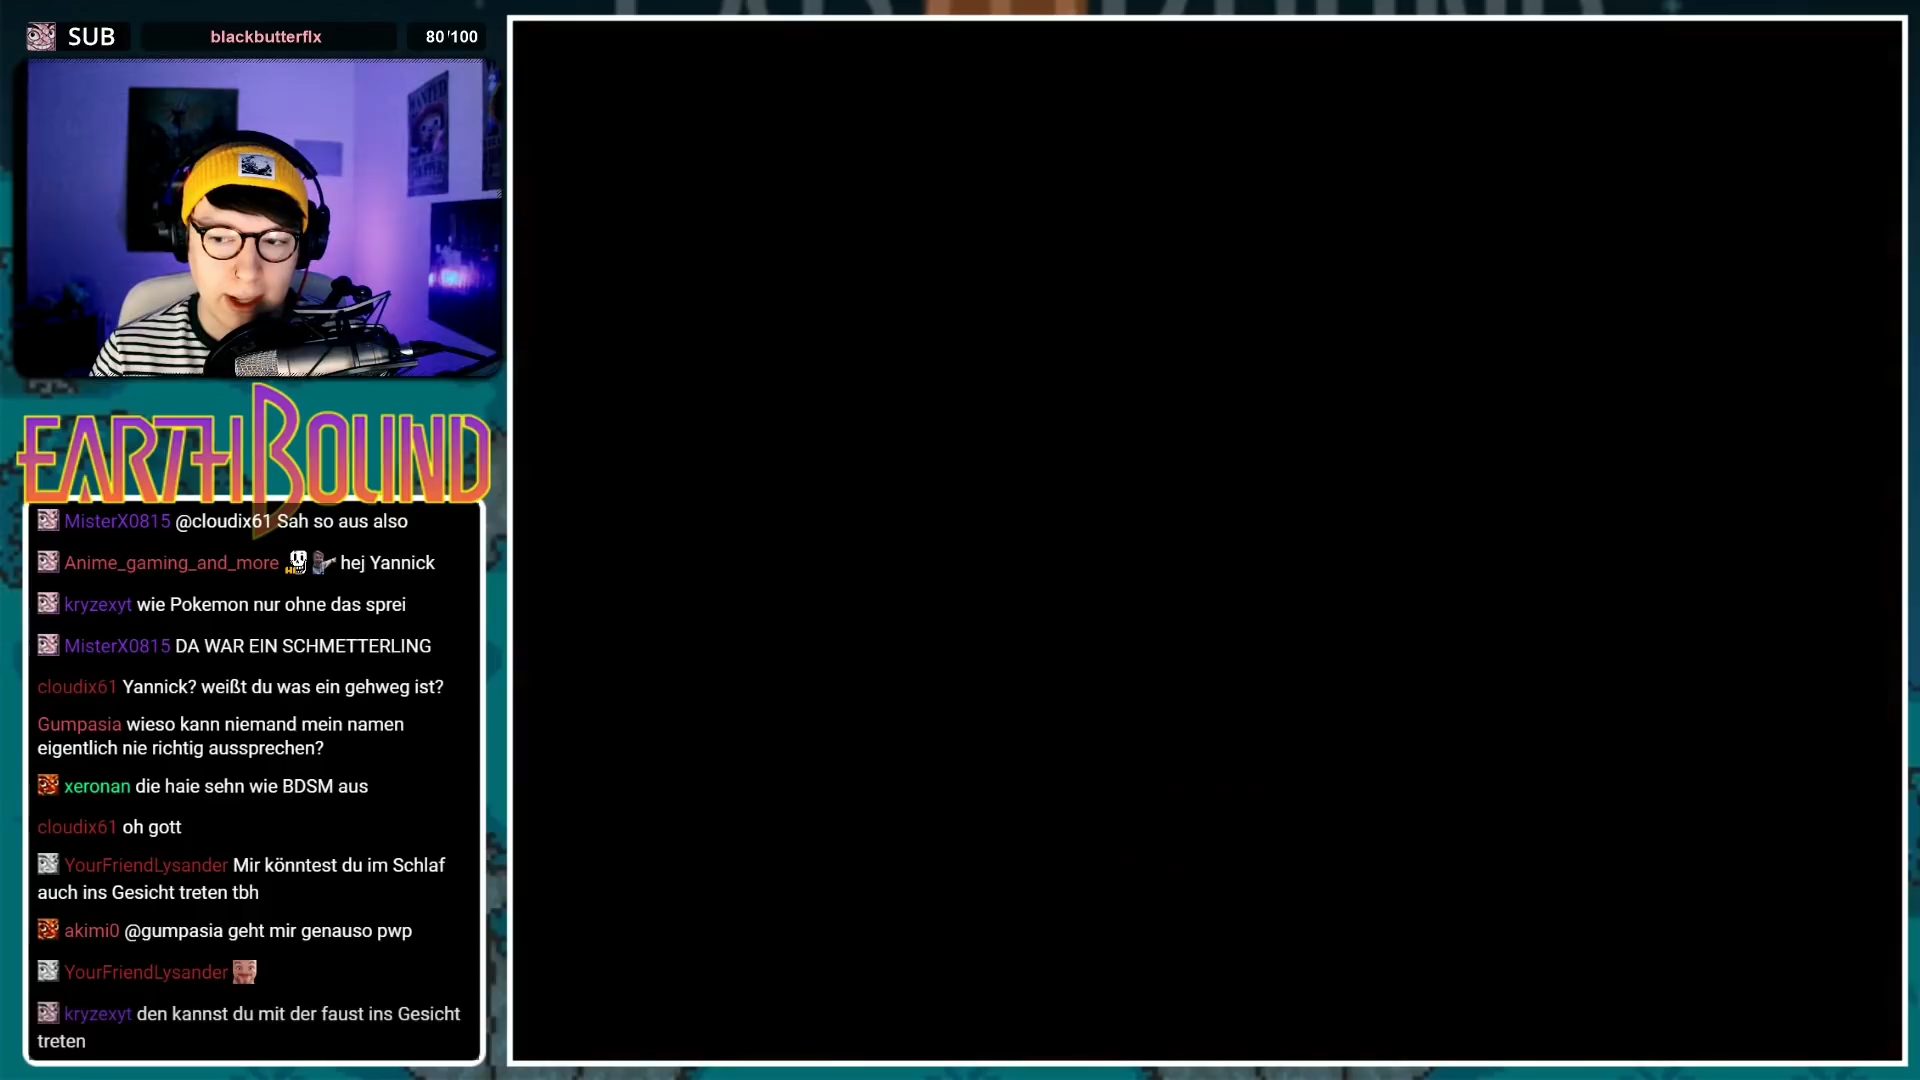 SUB
blackbutterflx
80/100
WANTED
EARTHBOUND
MisterX0815 @cloudix61 Sah so aus also
Anime_gaming_and_more hej Yannick
kryzexyt wie Pokemon nur ohne das sprei
MisterX0815 DA WAR EIN SCHMETTERLING
cloudix61 Yannick? weißt du was ein gehweg ist?
Gumpasia wieso kann niemand mein namen
eigentlich nie richtig aussprechen?
xeronan die haie sehn wie BDSM aus
cloudix61 oh gott
YourFriendLysander Mir könntest du im Schlaf
auch ins Gesicht treten tbh
akimi0 @gumpasia geht mir genauso pwp
YourFriendLysander
kryzexyt den kannst du mit der faust ins Gesicht
treten